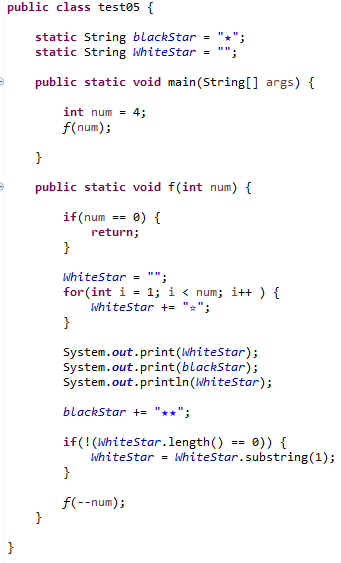 public class test05 {
static String blackStar = "★";
static String WhiteStar = "";
public static void main(String[] args) {
int num = 4;
f(num);
}
public static void f(int num) {
if(num == 0) {
return;
}
WhiteStar = "";
for(int i = 1; i < num; i++ ) {
WhiteStar += "☆";
}
System.out.print(WhiteStar);
System.out.print(blackStar);
System.out.println(WhiteStar);
blackStar += "★★";
if(!(WhiteStar.length() == 0)) {
WhiteStar = WhiteStar.substring(1);
}
f(--num);
}
}